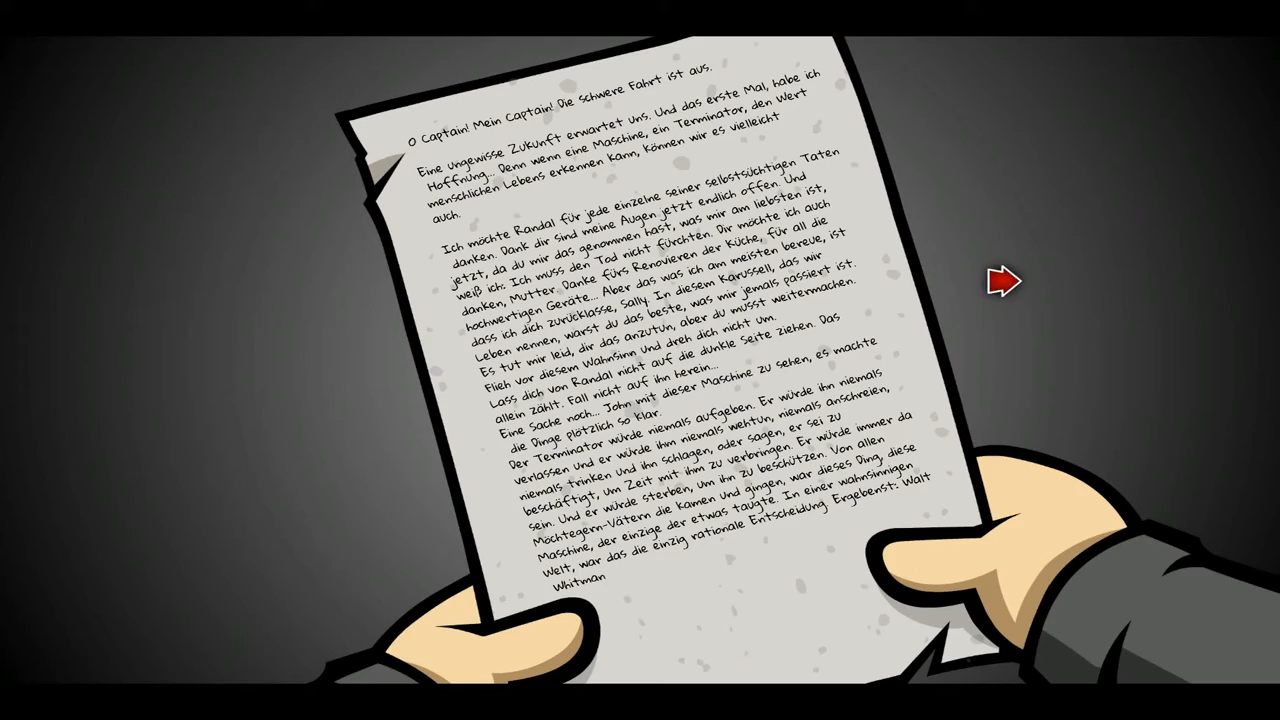 O Captain! Mein Captain! Die schwere Fahrt ist aus.
Eine ungewisse Zukunft erwartet uns. Und das erste Mal, habe ich
Hoffnung... Denn wenn eine Maschine, ein Terminator, den Wert
menschlichen Lebens erkennen kann, können wir es vielleicht
auch.
Ich möchte Randal für jede einzelne seiner selbstsüchtigen Taten
danken. Dank dir sind meine Augen jetzt endlich offen. Und
jetzt, da du mir das genommen hast, was mir am liebsten ist,
weiß ich: Ich muss den Tod nicht fürchten. Dir möchte ich auch
danken, Mutter. Danke fürs Renovieren der Küche, für all die
hochwertigen Geräte... Aber das was ich am meisten bereue, ist
dass ich dich zurücklasse, Sally. In diesem Karussell, das wir
Leben nennen, warst du das beste, was mir jemals passiert ist.
Es tut mir leid, dir das anzutun, aber du musst weitermachen.
Flieh vor diesem Wahnsinn und dreh dich nicht um.
Lass dich von Randal nicht auf die dunkle Seite ziehen. Das
allein zählt. Fall nicht auf ihn herein...
Eine Sache noch... John mit dieser Maschine zu sehen, es machte
die Dinge plötzlich so klar.
Der Terminator würde niemals aufgeben. Er würde ihn niemals
verlassen und er würde ihm niemals wehtun, niemals anschreien,
niemals trinken und ihn schlagen, oder sagen, er sei zu
beschäftigt, um Zeit mit ihm zu verbringen. Er würde immer da
sein. Und er würde sterben, um ihn zu beschützen. Von allen
Möchtegern-Vätern die kamen und gingen, war dieses Ding, diese
Maschine, der einzige der etwas taugte. In einer wahnsinnigen
Welt, war das die einzig rationale Entscheidung. Ergebenst: Walt
Whitman